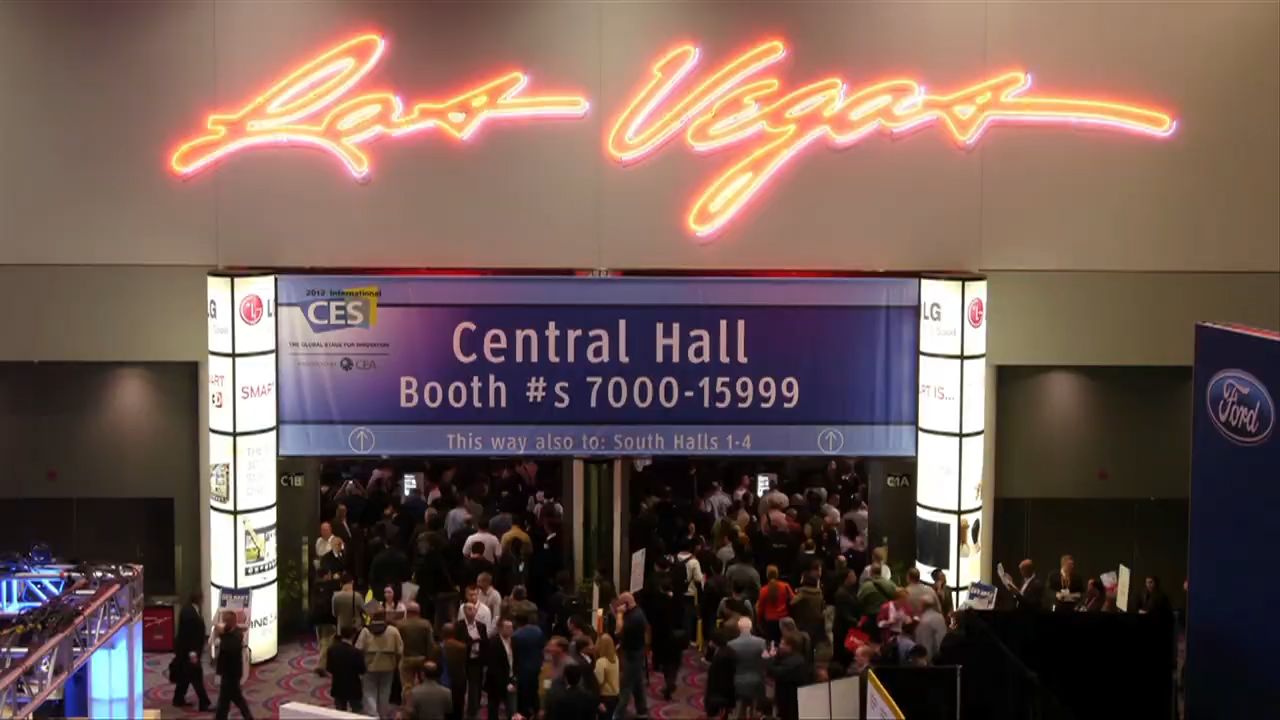 Las Vegas
2012 International
CES
THE GLOBAL STAGE FOR INNOVATION
CEA
Central Hall
Booth #s 7000-15999
This way also to: South Halls 1-4
LG
LG
SMART
LG
C1B
C1A
Ford